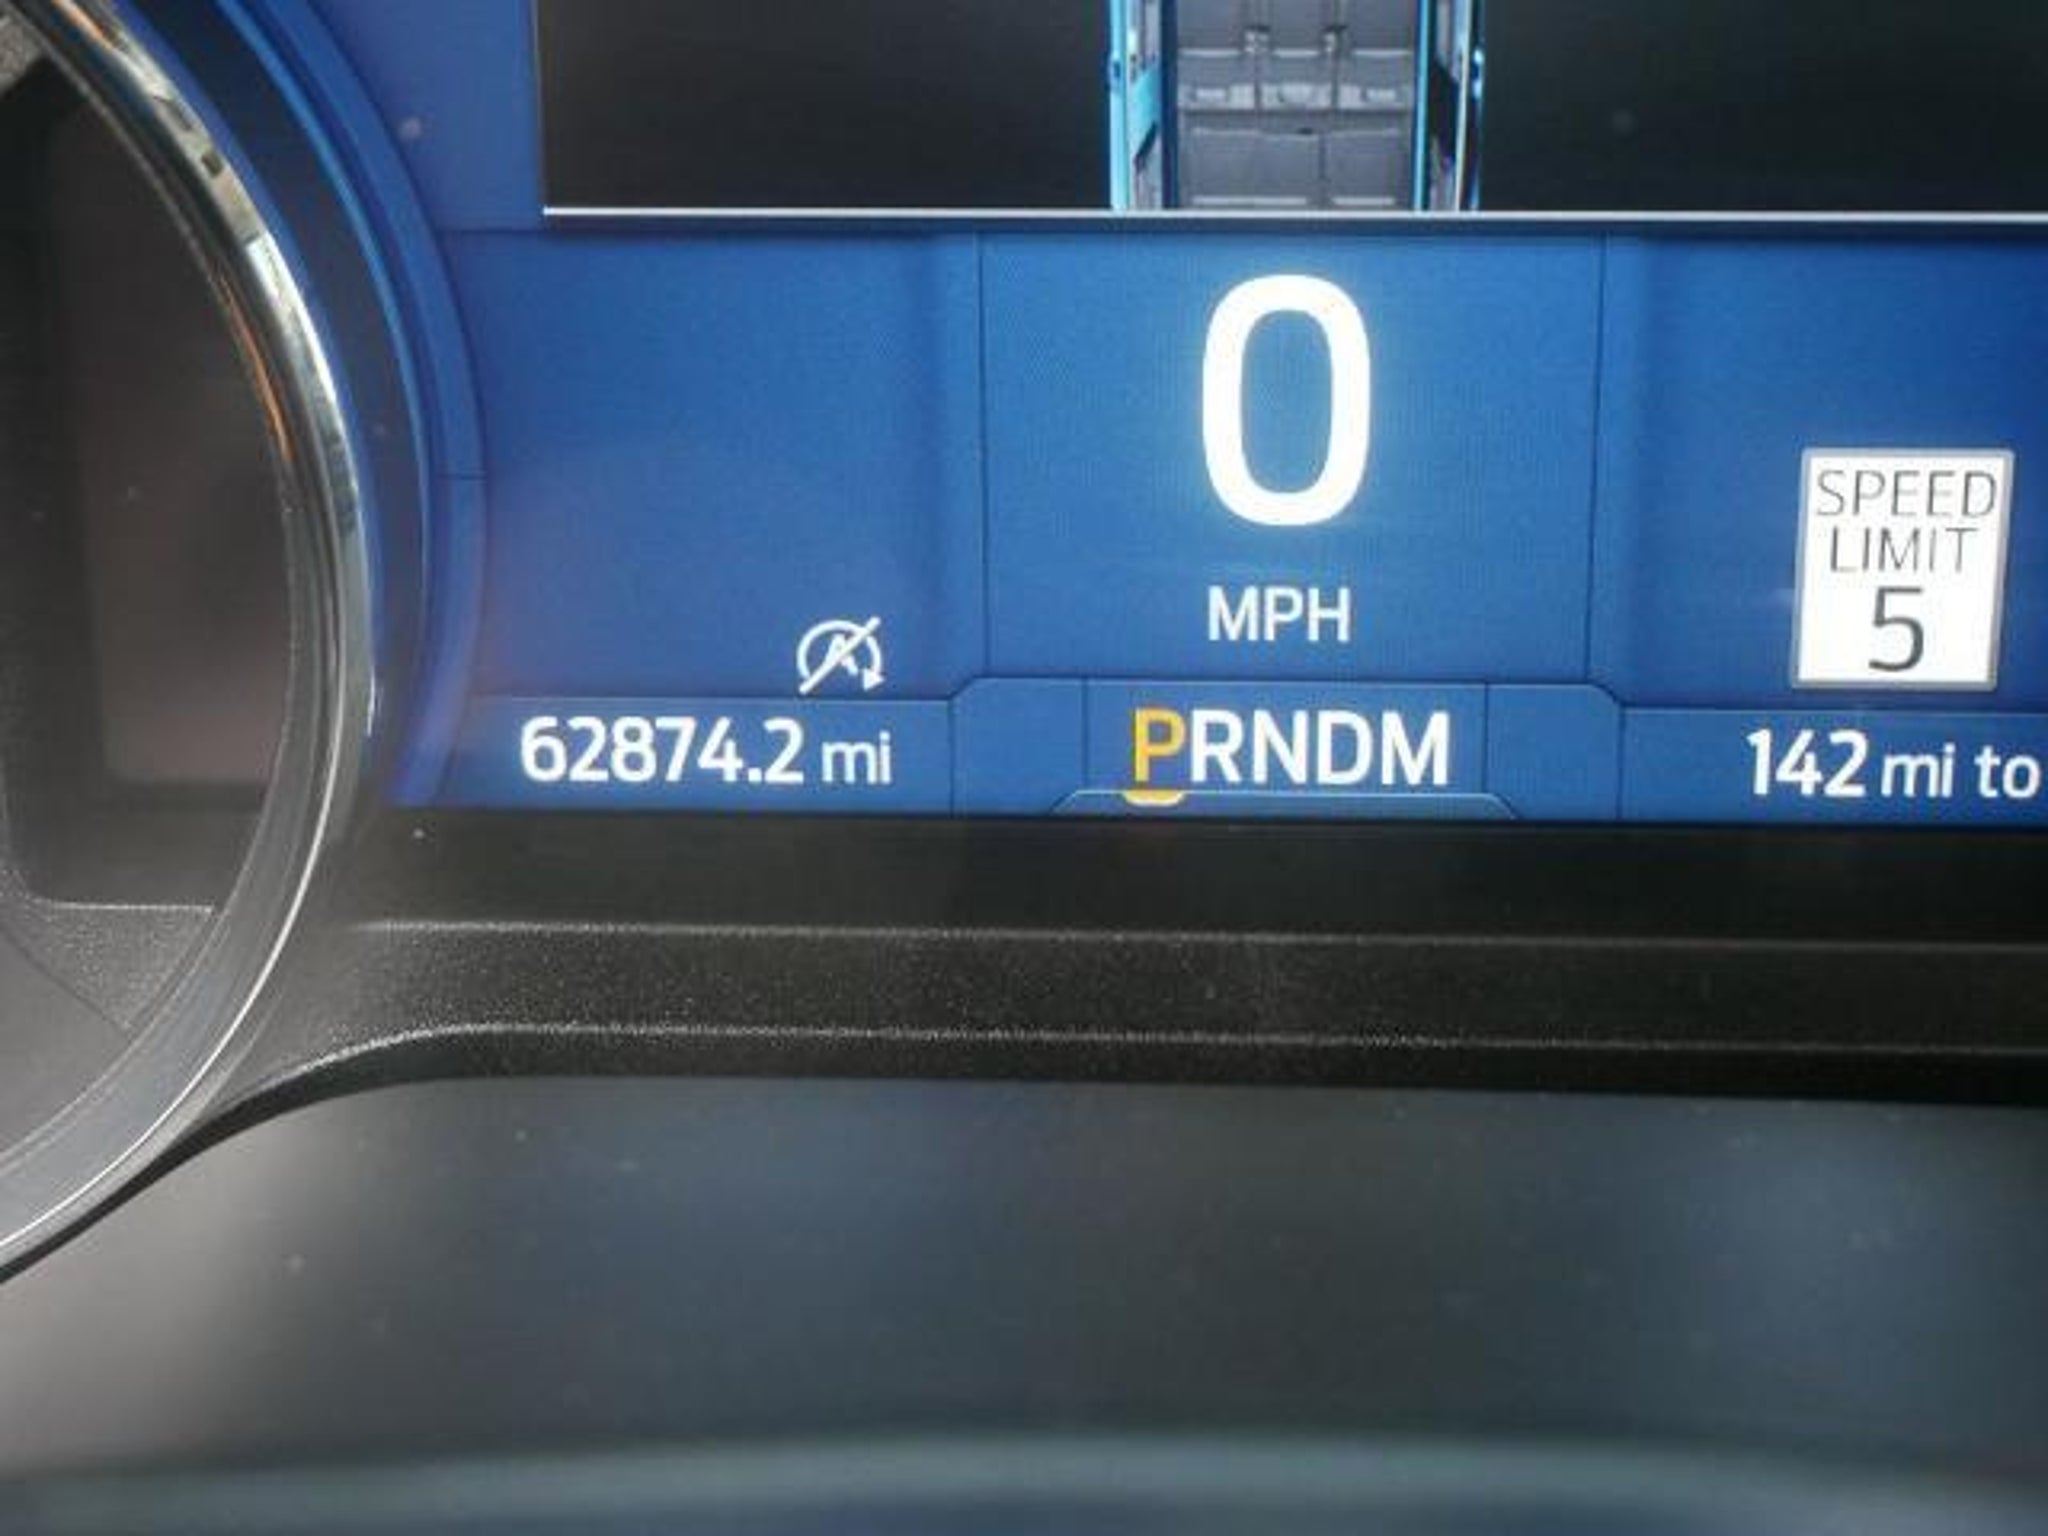 0
MPH
SPEED
LIMIT
5
62874.2 mi
PRNDM
142 mi to